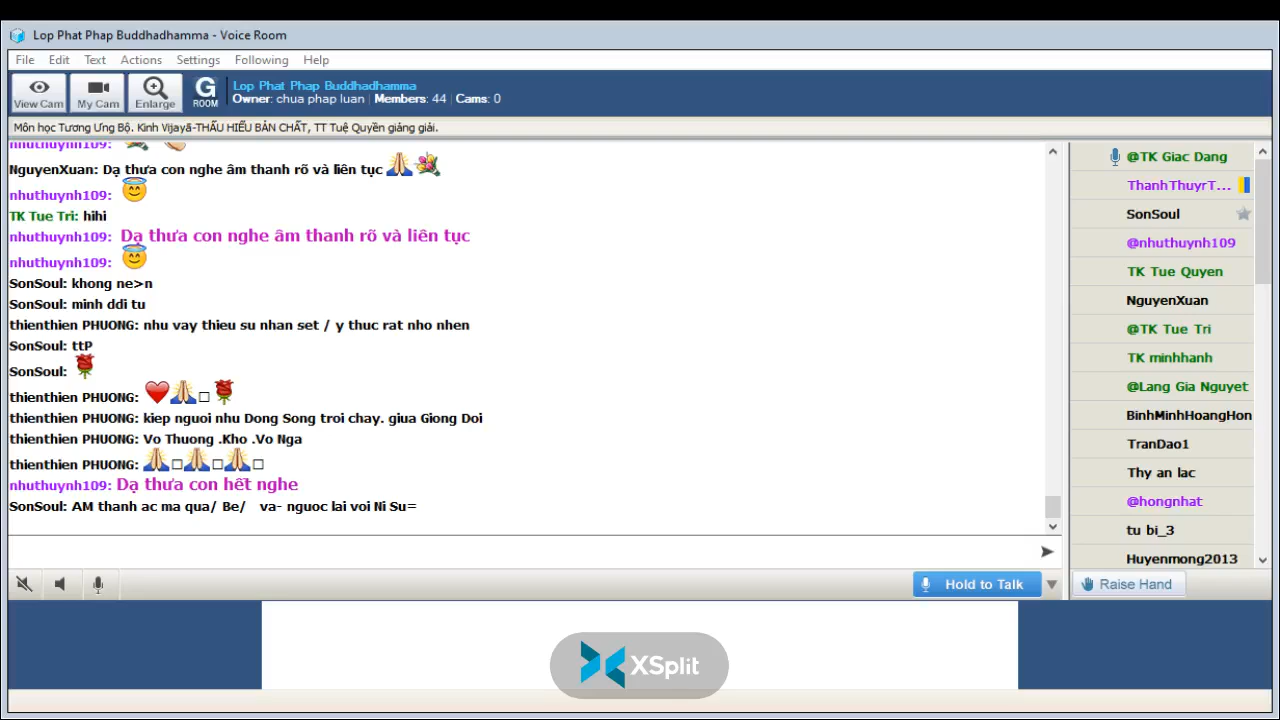 Lop Phat Phap Buddhadhamma - Voice Room
File Edit Text Actions Settings Following Help
View Cam My Cam Enlarge G ROOM
Lop Phat Phap Buddhadhamma
Owner: chua phap luan | Members: 44 | Cams: 0
Môn học Tương Ưng Bộ. Kinh Vijayā-THẤU HIỂU BẢN CHẤT, TT Tuệ Quyền giảng giải.
nhuthuynh109:
NguyenXuan: Dạ thưa con nghe âm thanh rõ và liên tục
nhuthuynh109:
TK Tue Tri: hihi
nhuthuynh109: Dạ thưa con nghe âm thanh rõ và liên tục
nhuthuynh109:
SonSoul: khong ne>n
SonSoul: minh ddi tu
thienthien PHUONG: nhu vay thieu su nhan set / y thuc rat nho nhen
SonSoul: ttP
SonSoul:
thienthien PHUONG:
thienthien PHUONG: kiep nguoi nhu Dong Song troi chay. giua Giong Doi
thienthien PHUONG: Vo Thuong .Kho .Vo Nga
thienthien PHUONG:
nhuthuynh109: Dạ thưa con hết nghe
SonSoul: AM thanh ac ma qua/ Be/ va- nguoc lai voi Ni Su=
@TK Giac Dang
ThanhThuyrT...
SonSoul
@nhuthuynh109
TK Tue Quyen
NguyenXuan
@TK Tue Tri
TK minhhanh
@Lang Gia Nguyet
BinhMinhHoangHon
TranDao1
Thy an lac
@hongnhat
tu bi_3
Huyenmong2013
Hold to Talk
Raise Hand
XSplit